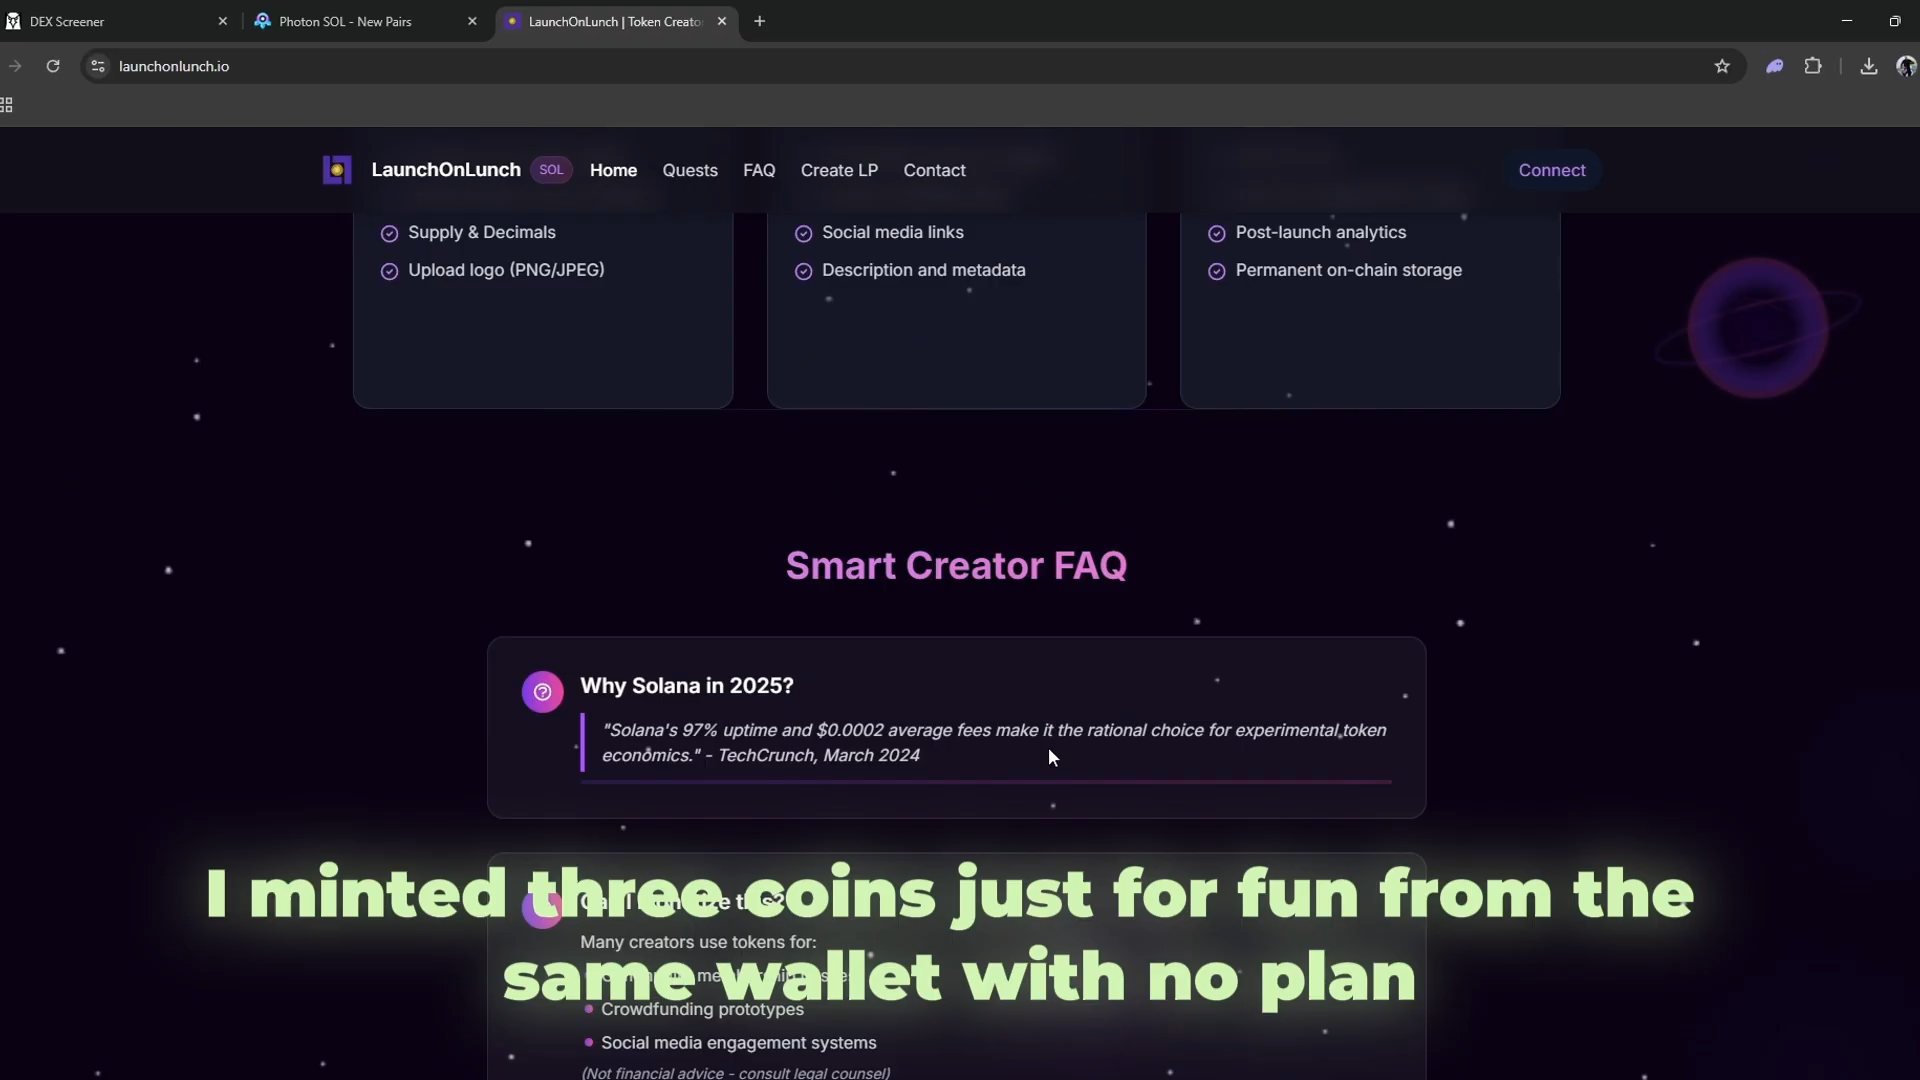 DEX Screener
Photon SOL - New Pairs
LaunchOnLunch | Token Creato
launchonlunch.io
LaunchOnLunch SOL Home Quests FAQ Create LP Contact Connect
Supply & Decimals
Upload logo (PNG/JPEG)
Social media links
Description and metadata
Post-launch analytics
Permanent on-chain storage
Smart Creator FAQ
Why Solana in 2025?
"Solana's 97% uptime and $0.0002 average fees make it the rational choice for experimental token
economics." - TechCrunch, March 2024
I minted three coins just for fun from the
same wallet with no plan
Many creators use tokens for:
Crowdfunding prototypes
Social media engagement systems
(Not financial advice - consult legal counsel)